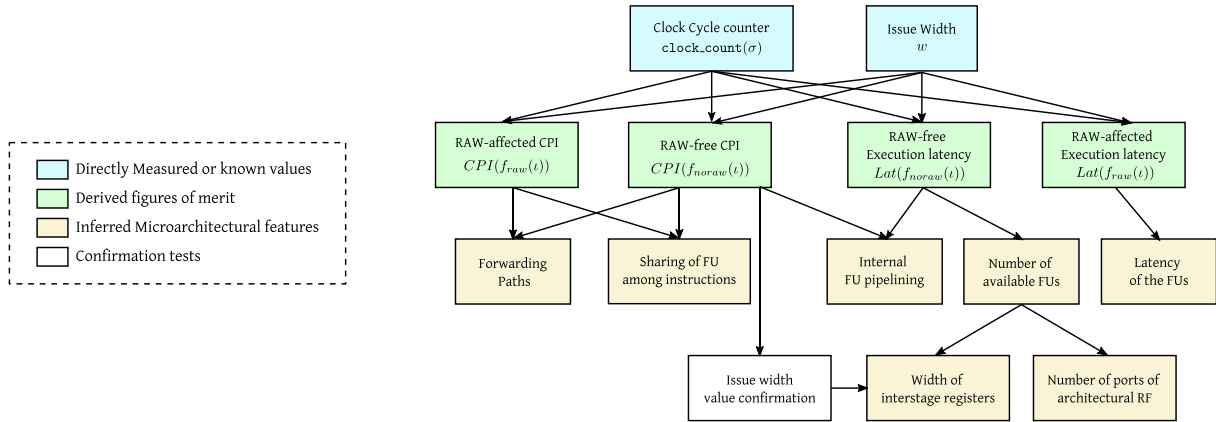 Clock Cycle counter
clock_count(σ)
Issue Width
w
RAW-affected CPI
CPI(f_raw(ι))
RAW-free CPI
CPI(f_noraw(ι))
RAW-free
Execution latency
Lat(f_noraw(ι))
RAW-affected
Execution latency
Lat(f_raw(ι))
Directly Measured or known values
Derived figures of merit
Inferred Microarchitectural features
Confirmation tests
Forwarding
Paths
Sharing of FU
among instructions
Internal
FU pipelining
Number of
available FUs
Latency
of the FUs
Issue width
value confirmation
Width of
interstage registers
Number of ports of
architectural RF